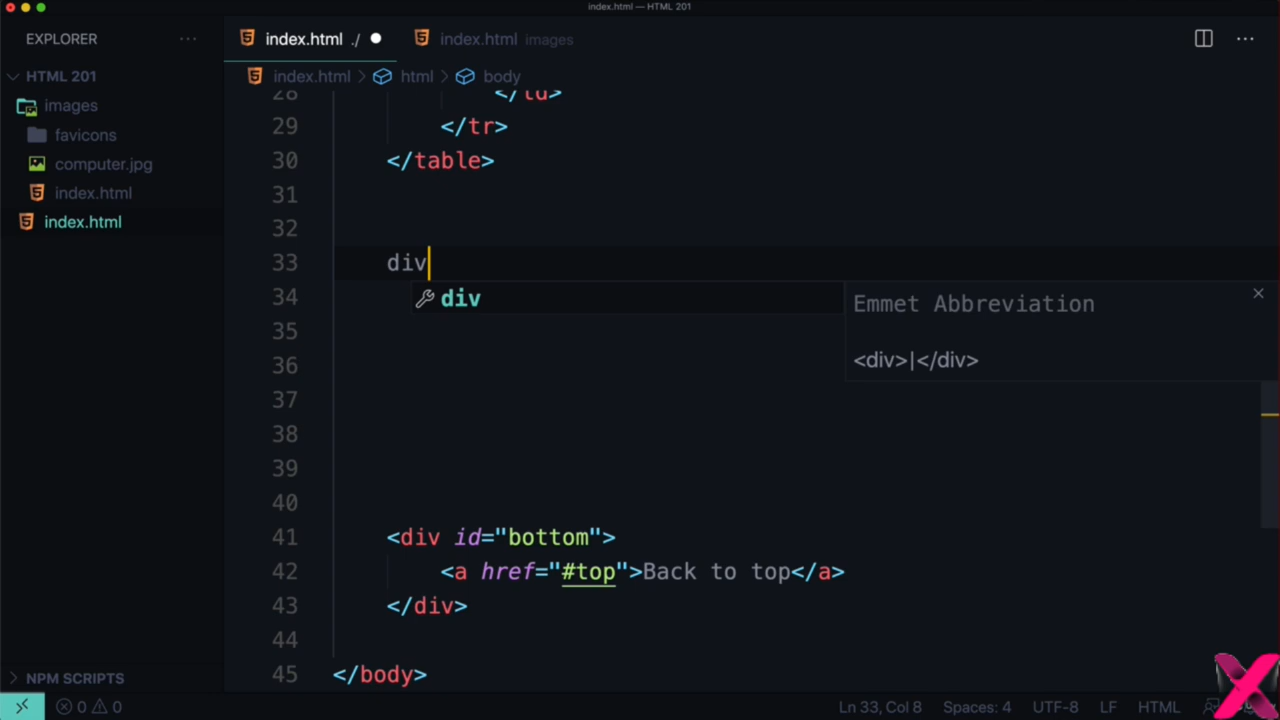 index.html — HTML 201
EXPLORER
HTML 201
images
favicons
computer.jpg
index.html
index.html
NPM SCRIPTS
index.html ./
index.html images
index.html > html > body
28 </td>
29 </tr>
30 </table>
31
32
33 div
34
35
36
37
38
39
40
41 <div id="bottom">
42 <a href="#top">Back to top</a>
43 </div>
44
45 </body>
div
Emmet Abbreviation
<div>|</div>
0 0
Ln 33, Col 8 Spaces: 4 UTF-8 LF HTML
X